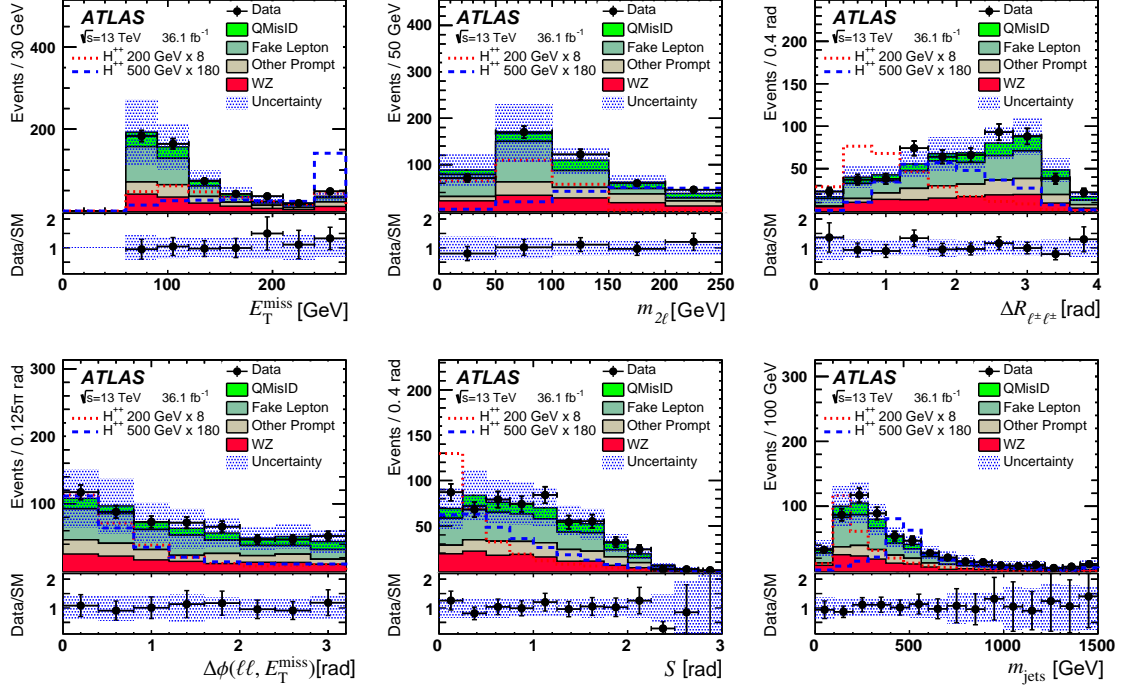 ATLAS
√s=13 TeV 36.1 fb⁻¹
H⁺⁺ 200 GeV x 8
H⁺⁺ 500 GeV x 180
Data
QMisID
Fake Lepton
Other Prompt
WZ
Uncertainty
Events / 30 GeV
400
200
Data/SM
2
1
0 100 200
E_T^miss [GeV]
ATLAS
√s=13 TeV 36.1 fb⁻¹
H⁺⁺ 200 GeV x 8
H⁺⁺ 500 GeV x 180
Data
QMisID
Fake Lepton
Other Prompt
WZ
Uncertainty
Events / 50 GeV
400
200
Data/SM
2
1
0 50 100 150 200 250
m_2ℓ [GeV]
ATLAS
√s=13 TeV 36.1 fb⁻¹
H⁺⁺ 200 GeV x 8
H⁺⁺ 500 GeV x 180
Data
QMisID
Fake Lepton
Other Prompt
WZ
Uncertainty
Events / 0.4 rad
200
150
100
50
Data/SM
2
1
0 1 2 3 4
ΔR_ℓ±ℓ± [rad]
ATLAS
√s=13 TeV 36.1 fb⁻¹
H⁺⁺ 200 GeV x 8
H⁺⁺ 500 GeV x 180
Data
QMisID
Fake Lepton
Other Prompt
WZ
Uncertainty
Events / 0.125π rad
300
200
100
Data/SM
2
1
0 1 2 3
Δϕ(ℓℓ, E_T^miss)[rad]
ATLAS
√s=13 TeV 36.1 fb⁻¹
H⁺⁺ 200 GeV x 8
H⁺⁺ 500 GeV x 180
Data
QMisID
Fake Lepton
Other Prompt
WZ
Uncertainty
Events / 0.4 rad
200
150
100
50
Data/SM
2
1
0 1 2 3
S [rad]
ATLAS
√s=13 TeV 36.1 fb⁻¹
H⁺⁺ 200 GeV x 8
H⁺⁺ 500 GeV x 180
Data
QMisID
Fake Lepton
Other Prompt
WZ
Uncertainty
Events / 100 GeV
300
200
100
Data/SM
2
1
0 500 1000 1500
m_jets [GeV]